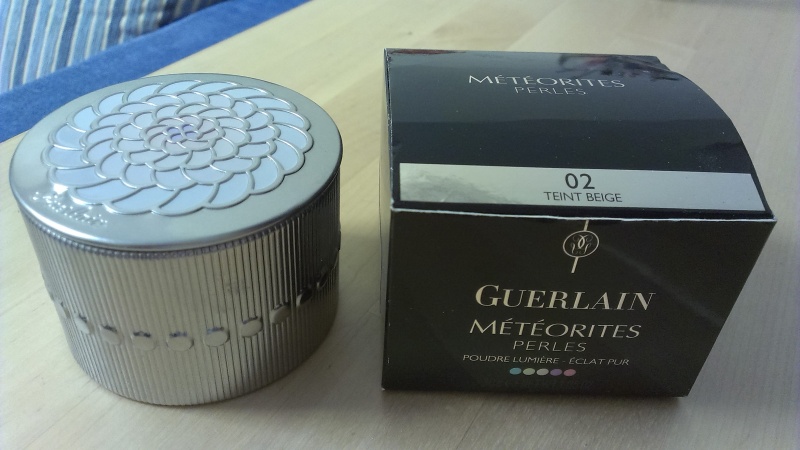 MÉTÉORITES
PERLES
02
TEINT BEIGE
GUERLAIN
MÉTÉORITES
PERLES
POUDRE LUMIÈRE - ÉCLAT PUR